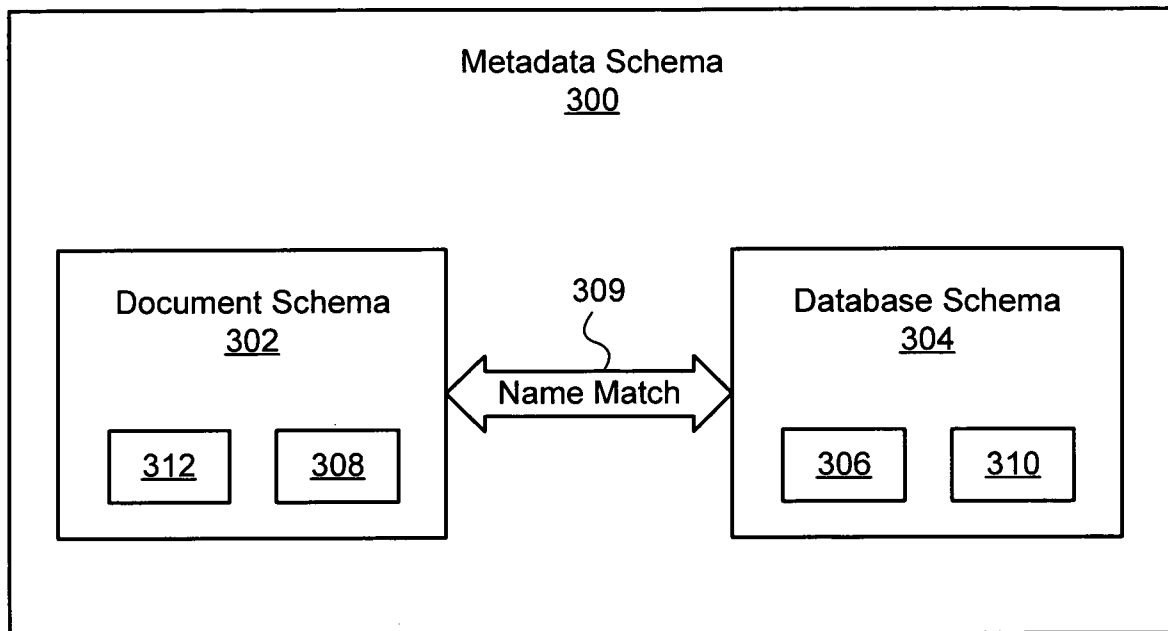 Metadata Schema
300
Document Schema
302
309
Name Match
Database Schema
304
312
308
306
310